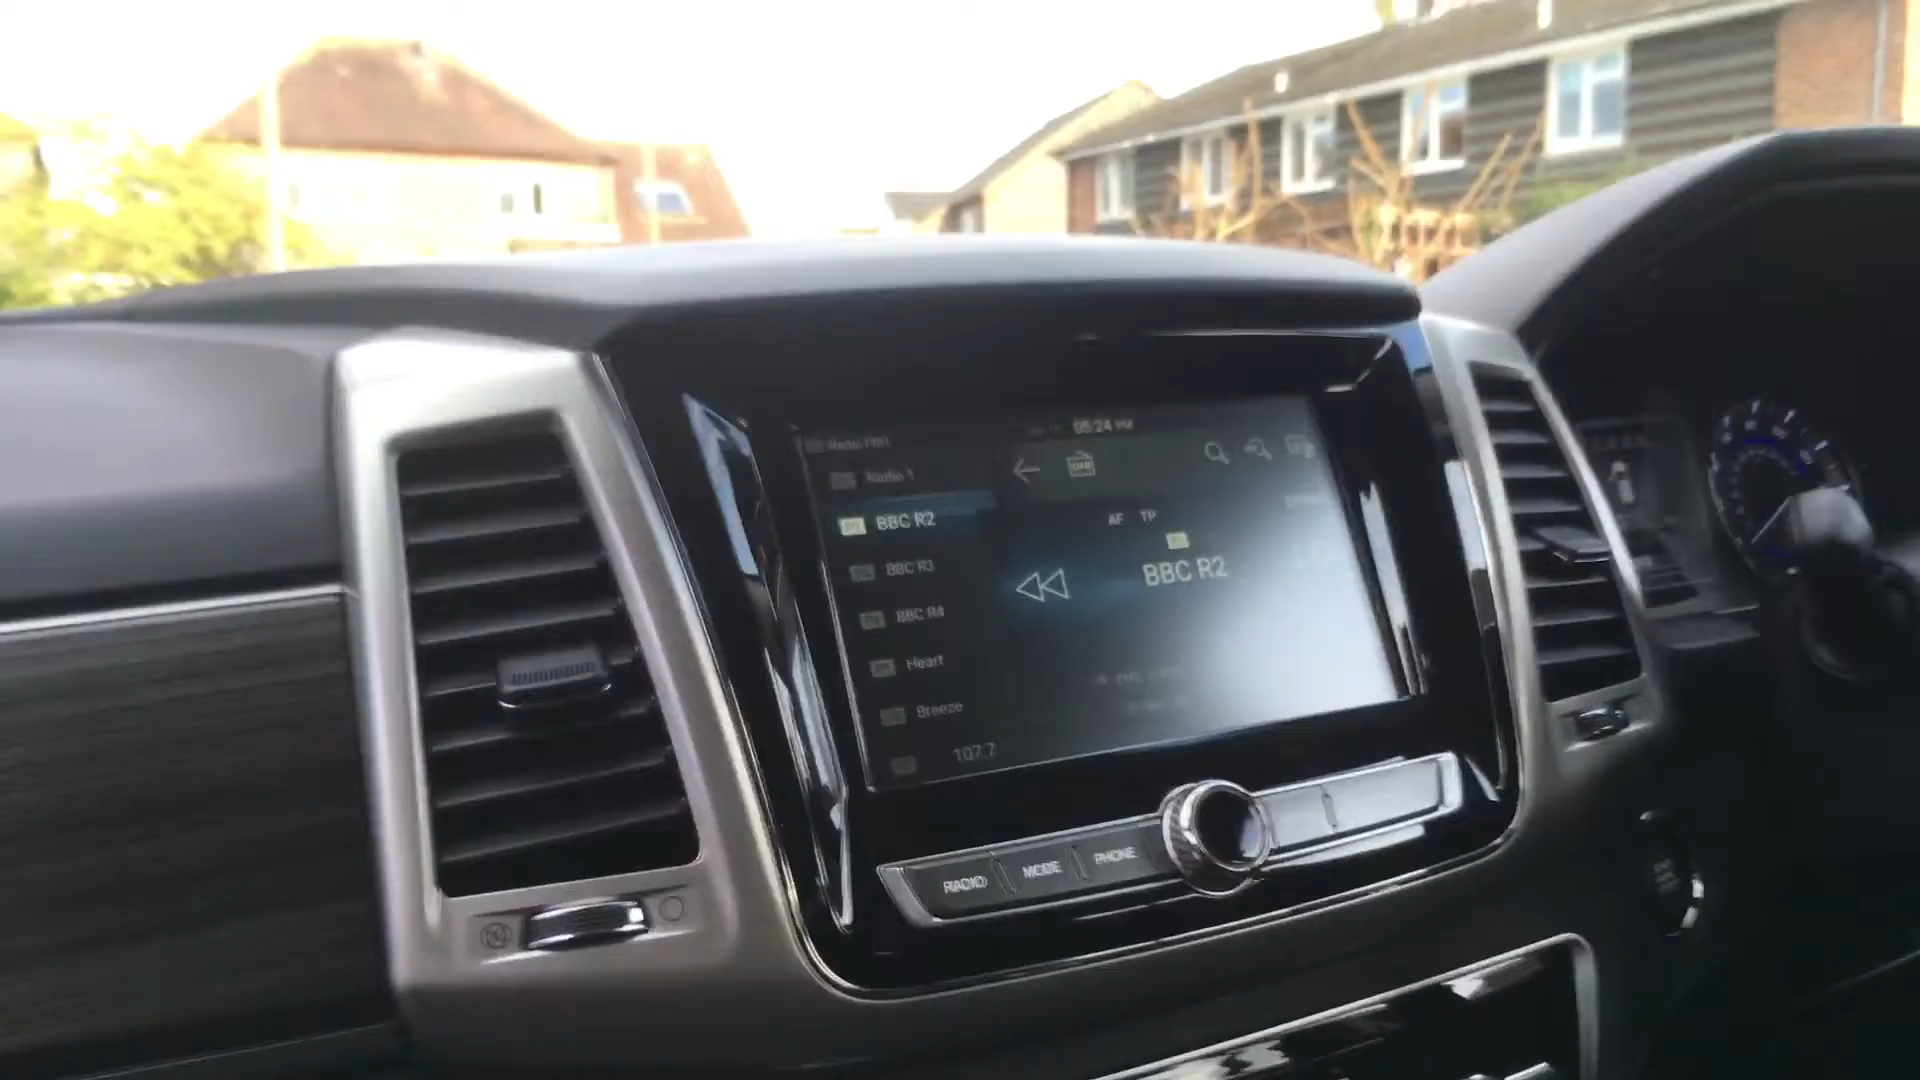 05:24 PM
Radio 1
BBC R2
BBC R3
BBC R4
Heart
Breeze
107.7
AF TP
BBC R2
RADIO
MODE
PHONE